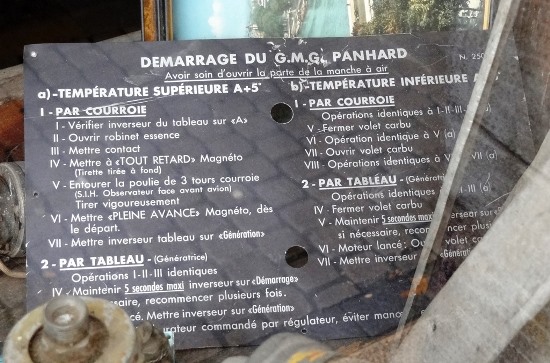 DEMARRAGE DU G.M.G. PANHARD
N. 250
Avoir soin d'ouvrir la porte de la manche à air
a)-TEMPÉRATURE SUPÉRIEURE A+5°
I - PAR COURROIE
I - Vérifier inverseur du tableau sur «A»
II - Ouvrir robinet essence
III - Mettre contact
IV - Mettre à «TOUT RETARD» Magnéto
(Tirette tirée à fond)
V - Entourer la poulie de 3 tours courroie
(S.I.H. Observateur face avant avion)
Tirer vigoureusement
VI - Mettre «PLEINE AVANCE» Magnéto, dès
le départ.
VII - Mettre inverseur tableau sur «Génération»
2 - PAR TABLEAU - (Génératrice)
Opérations I-II-III identiques
IV - Maintenir 5 secondes maxi inverseur sur «Démarrage»
recommencer plusieurs fois.
Mettre inverseur sur «Génération»
commandé par régulateur, éviter
b)-TEMPÉRATURE INFÉRIEURE
I - PAR COURROIE
Opérations identiques I-II-III
V - Fermer volet carbu
VI - Opération identique à V (a)
VII - Ouvrir volet carbu
VIII - Opérations identiques à VI VII (a)
2 - PAR TABLEAU - (Génératrice)
Opérations identiques (a)
IV - Fermer volet carbu
V - Maintenir 5 secondes maxi inverseur sur
si nécessaire, recommencer
VI - Moteur lancé: volet
Mettre inverseur